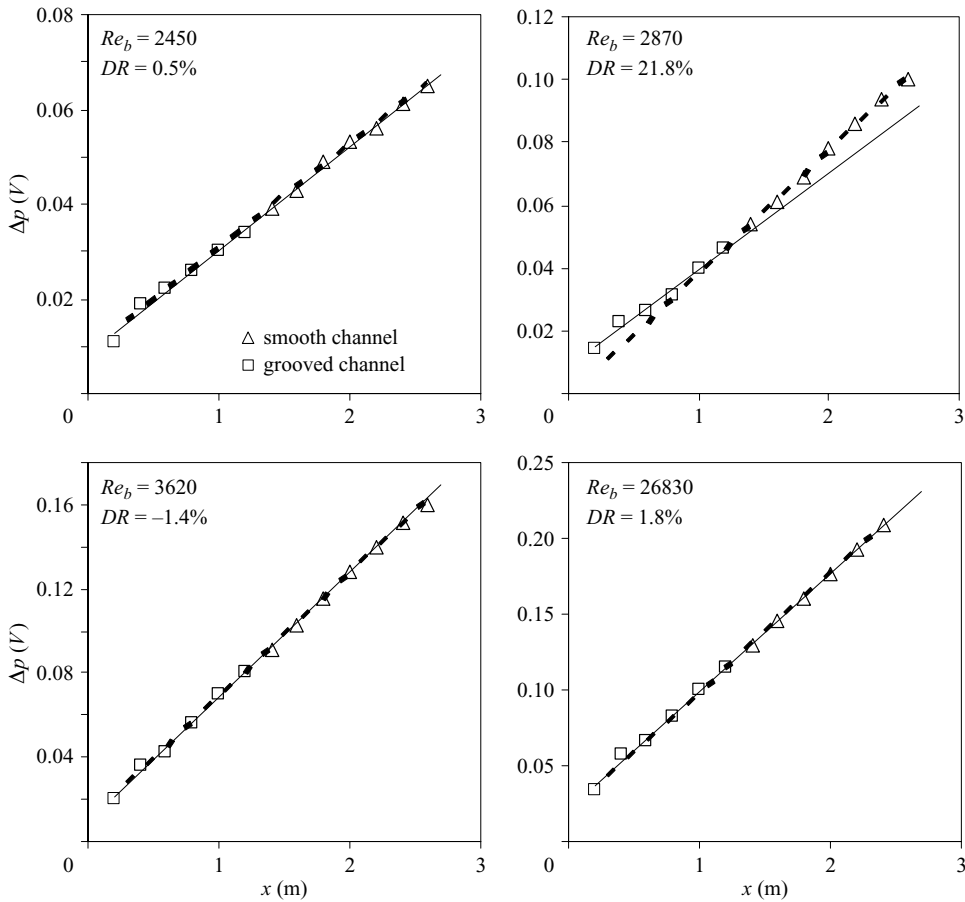 0.08
Re_b = 2450
DR = 0.5%
0.06
Δp (V)
0.04
0.02
△ smooth channel
□ grooved channel
0 1 2 3
0.12
Re_b = 2870
DR = 21.8%
0.10
0.08
0.06
0.04
0.02
0 1 2 3
Re_b = 3620
DR = –1.4%
0.16
0.12
Δp (V)
0.08
0.04
0 1 2 3
x (m)
0.25
Re_b = 26830
DR = 1.8%
0.20
0.15
0.10
0.05
0 1 2 3
x (m)